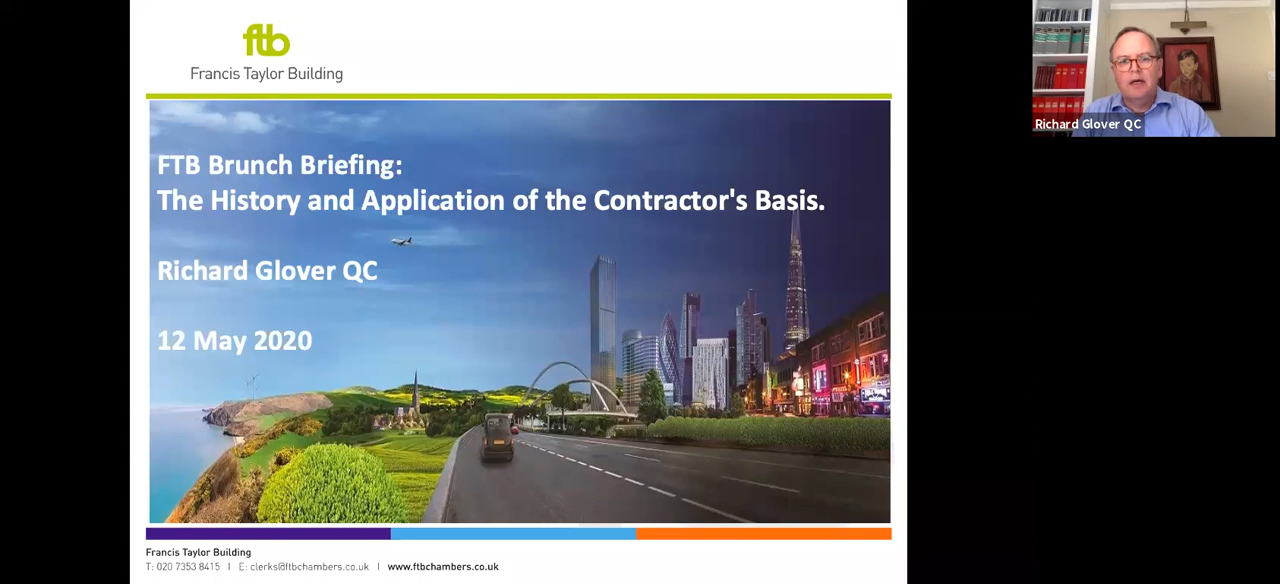 ftb
Francis Taylor Building
FTB Brunch Briefing:
The History and Application of the Contractor's Basis.
Richard Glover QC
12 May 2020
Francis Taylor Building
T: 020 7353 8415 I E: clerks@ftbchambers.co.uk I www.ftbchambers.co.uk
Richard Glover QC